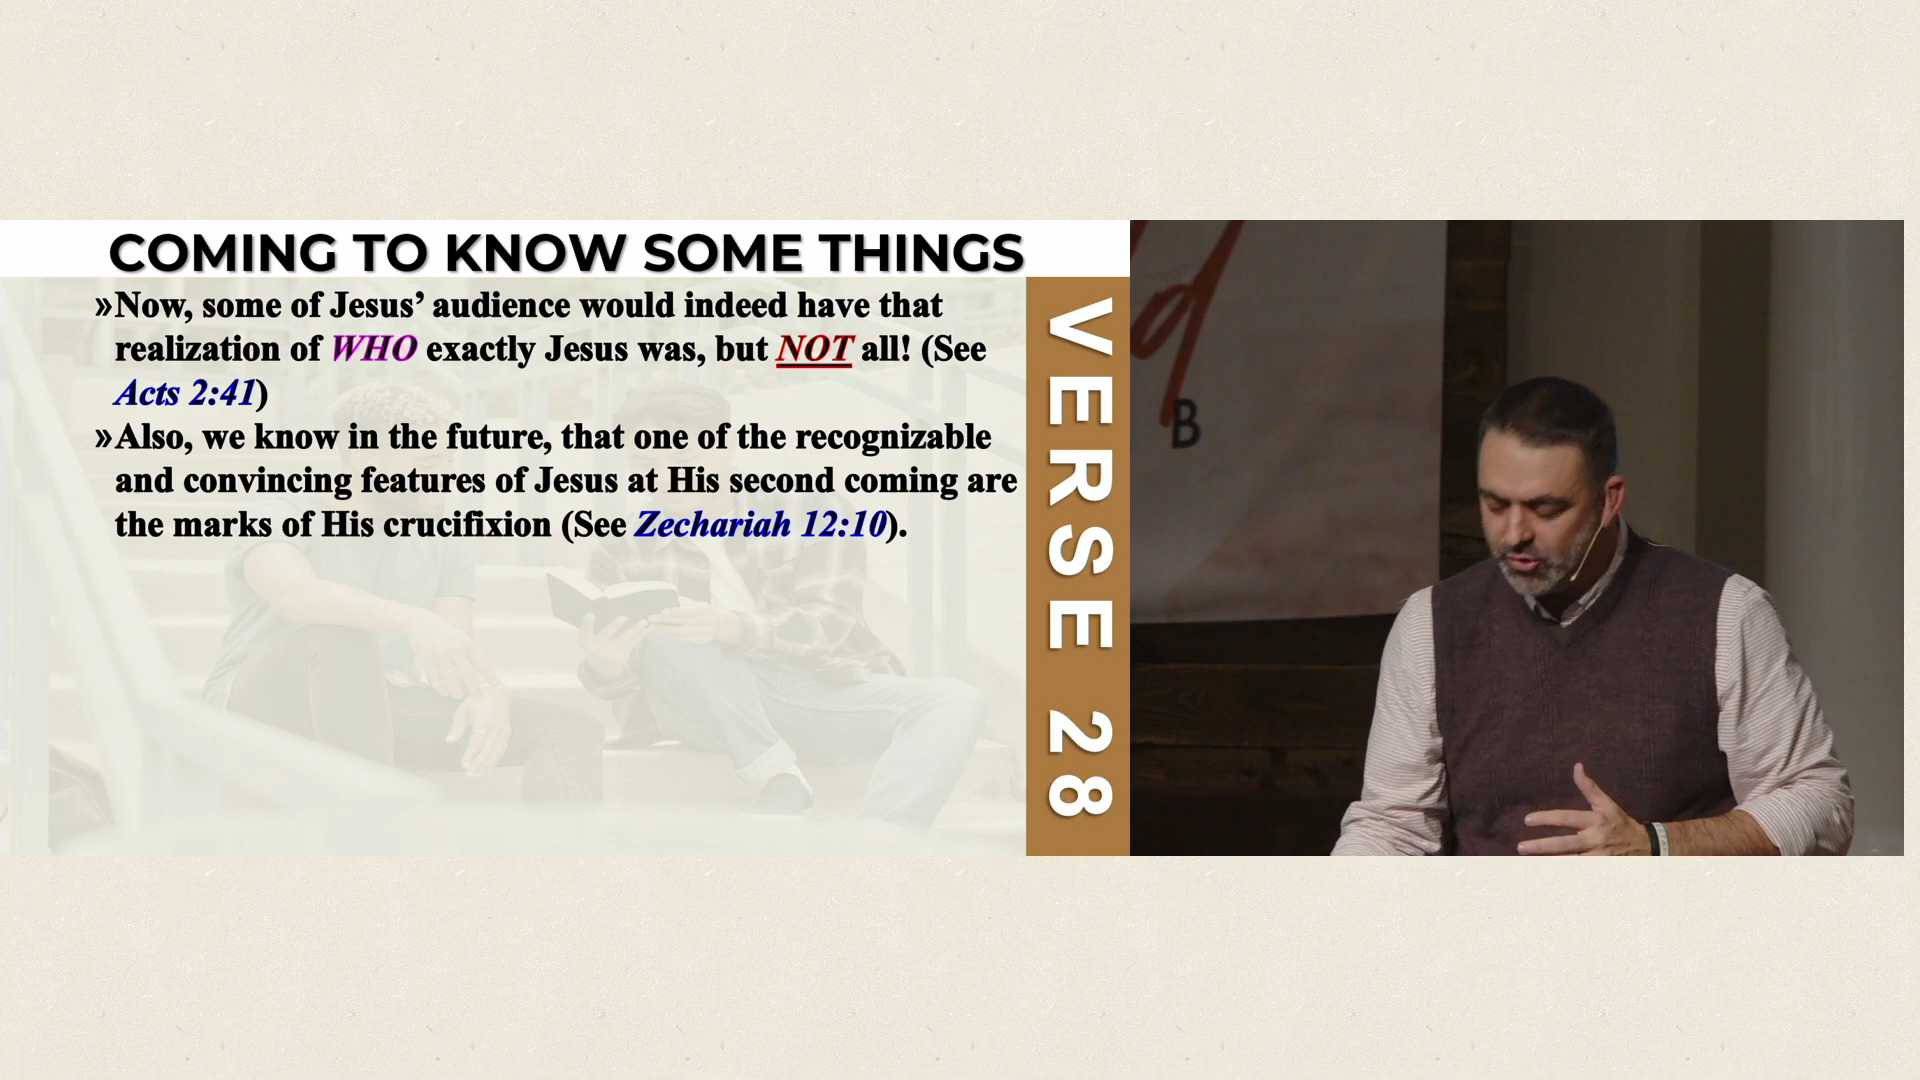 COMING TO KNOW SOME THINGS
»Now, some of Jesus’ audience would indeed have that
realization of WHO exactly Jesus was, but NOT all! (See
Acts 2:41)
»Also, we know in the future, that one of the recognizable
and convincing features of Jesus at His second coming are
the marks of His crucifixion (See Zechariah 12:10).
VERSE 28
d
B